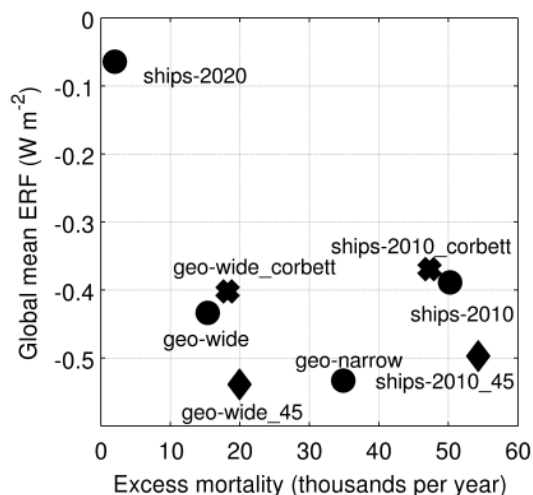 0
-0.1
-0.2
-0.3
-0.4
-0.5
Global mean ERF (W m-2)
ships-2020
ships-2010_corbett
geo-wide_corbett
ships-2010
geo-wide
geo-narrow
ships-2010_45
geo-wide_45
0 10 20 30 40 50 60
Excess mortality (thousands per year)